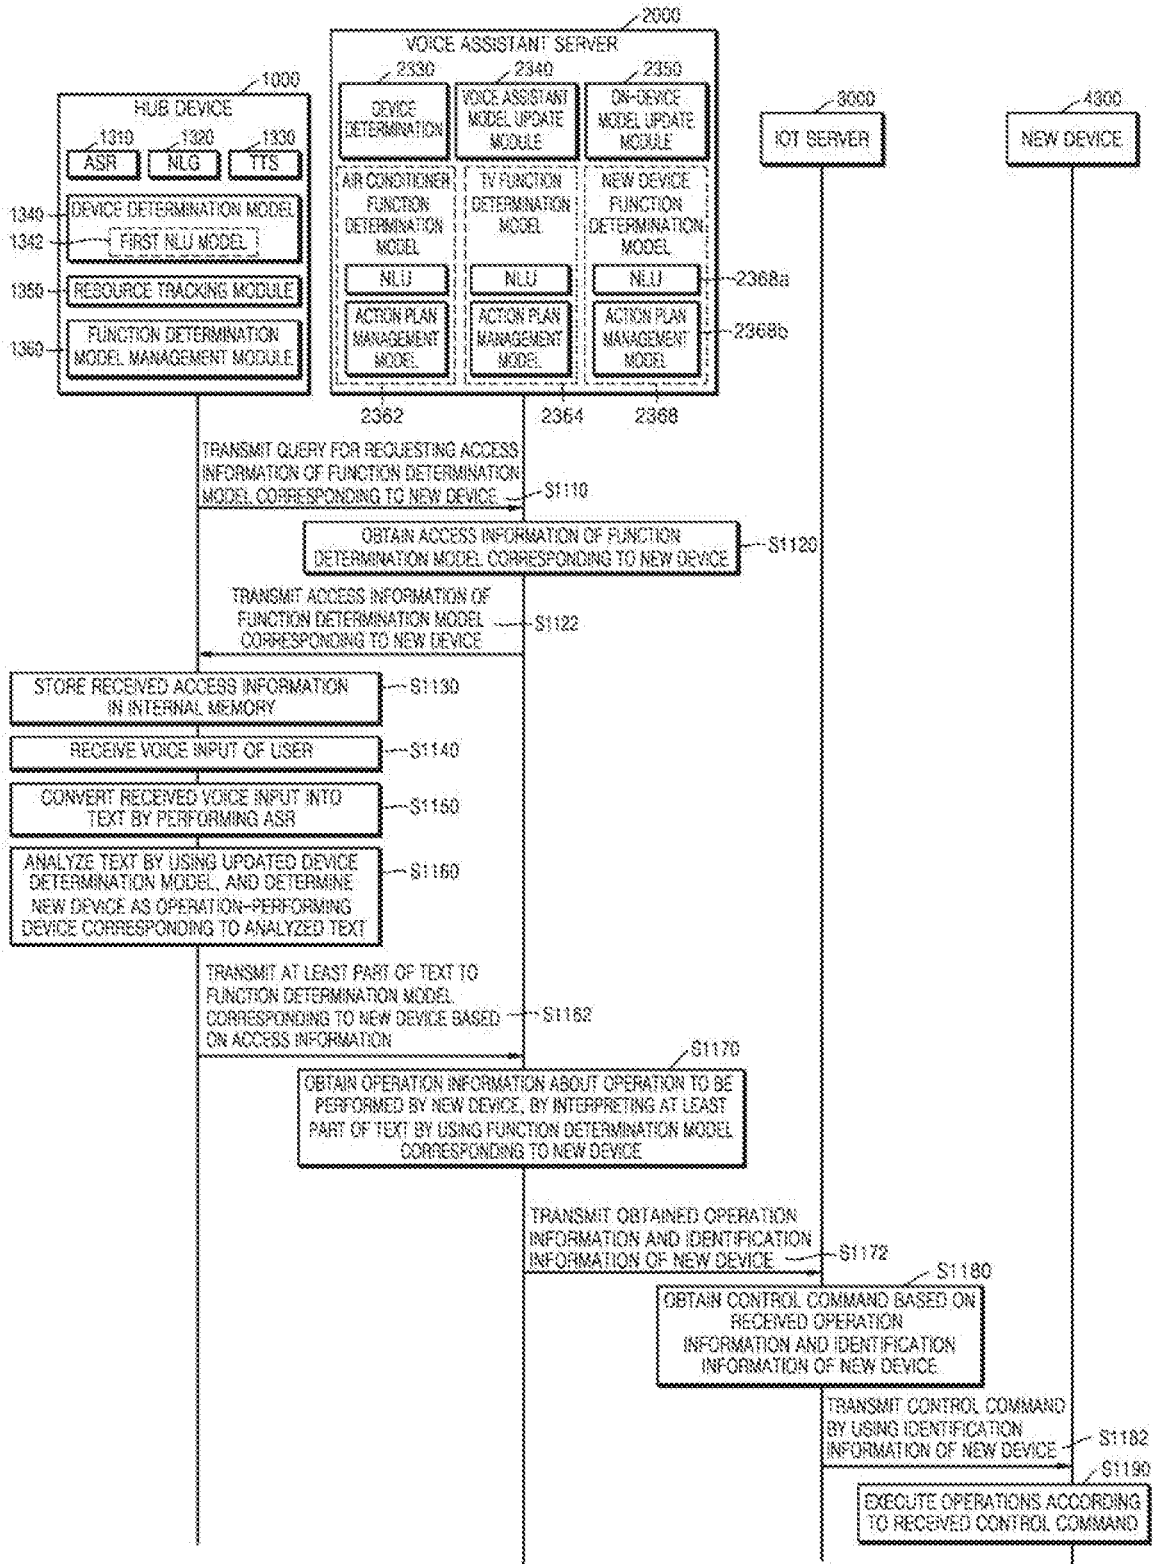 2000
VOICE ASSISTANT SERVER
2330
DEVICE
DETERMINATION
2340
VOICE ASSISTANT
MODEL UPDATE
MODULE
2350
ON-DEVICE
MODEL UPDATE
MODULE
AIR CONDITIONER
FUNCTION
DETERMINATION
MODEL
NLU
ACTION PLAN
MANAGEMENT
MODEL
2362
TV FUNCTION
DETERMINATION
MODEL
NLU
ACTION PLAN
MANAGEMENT
MODEL
2364
NEW DEVICE
FUNCTION
DETERMINATION
MODEL
NLU
2368a
ACTION PLAN
MANAGEMENT
MODEL
2368b
2368
1000
HUB DEVICE
1310
ASR
1320
NLG
1330
TTS
1340
DEVICE DETERMINATION MODEL
1342
FIRST NLU MODEL
1350
RESOURCE TRACKING MODULE
1360
FUNCTION DETERMINATION
MODEL MANAGEMENT MODULE
3000
IOT SERVER
4300
NEW DEVICE
TRANSMIT QUERY FOR REQUESTING ACCESS
INFORMATION OF FUNCTION DETERMINATION
MODEL CORRESPONDING TO NEW DEVICE
S1110
OBTAIN ACCESS INFORMATION OF FUNCTION
DETERMINATION MODEL CORRESPONDING TO NEW DEVICE
S1120
TRANSMIT ACCESS INFORMATION OF
FUNCTION DETERMINATION MODEL
CORRESPONDING TO NEW DEVICE
S1122
STORE RECEIVED ACCESS INFORMATION
IN INTERNAL MEMORY
S1130
RECEIVE VOICE INPUT OF USER
S1140
CONVERT RECEIVED VOICE INPUT INTO
TEXT BY PERFORMING ASR
S1150
ANALYZE TEXT BY USING UPDATED DEVICE
DETERMINATION MODEL, AND DETERMINE
NEW DEVICE AS OPERATION-PERFORMING
DEVICE CORRESPONDING TO ANALYZED TEXT
S1160
TRANSMIT AT LEAST PART OF TEXT TO
FUNCTION DETERMINATION MODEL
CORRESPONDING TO NEW DEVICE BASED
ON ACCESS INFORMATION
S1162
S1170
OBTAIN OPERATION INFORMATION ABOUT OPERATION TO BE
PERFORMED BY NEW DEVICE, BY INTERPRETING AT LEAST
PART OF TEXT BY USING FUNCTION DETERMINATION MODEL
CORRESPONDING TO NEW DEVICE
TRANSMIT OBTAINED OPERATION
INFORMATION AND IDENTIFICATION
INFORMATION OF NEW DEVICE
S1172
S1180
OBTAIN CONTROL COMMAND BASED ON
RECEIVED OPERATION
INFORMATION AND IDENTIFICATION
INFORMATION OF NEW DEVICE
TRANSMIT CONTROL COMMAND
BY USING IDENTIFICATION
INFORMATION OF NEW DEVICE
S1182
S1190
EXECUTE OPERATIONS ACCORDING
TO RECEIVED CONTROL COMMAND